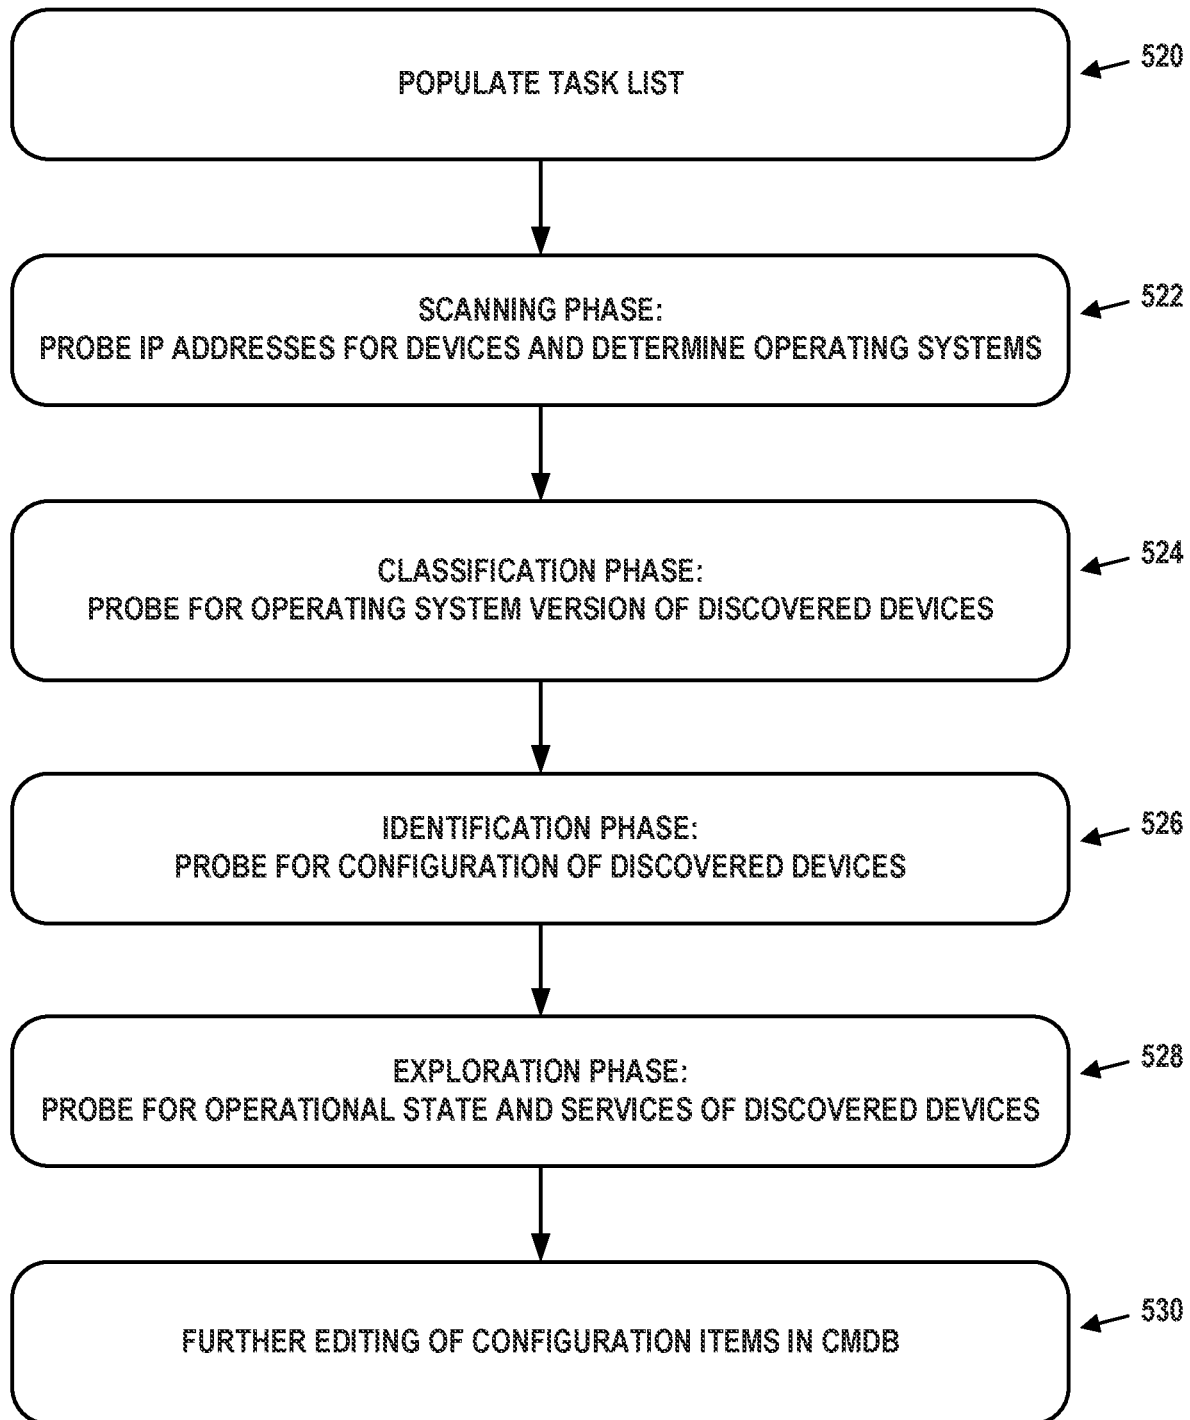 POPULATE TASK LIST
520
SCANNING PHASE:
PROBE IP ADDRESSES FOR DEVICES AND DETERMINE OPERATING SYSTEMS
522
CLASSIFICATION PHASE:
PROBE FOR OPERATING SYSTEM VERSION OF DISCOVERED DEVICES
524
IDENTIFICATION PHASE:
PROBE FOR CONFIGURATION OF DISCOVERED DEVICES
526
EXPLORATION PHASE:
PROBE FOR OPERATIONAL STATE AND SERVICES OF DISCOVERED DEVICES
528
FURTHER EDITING OF CONFIGURATION ITEMS IN CMDB
530